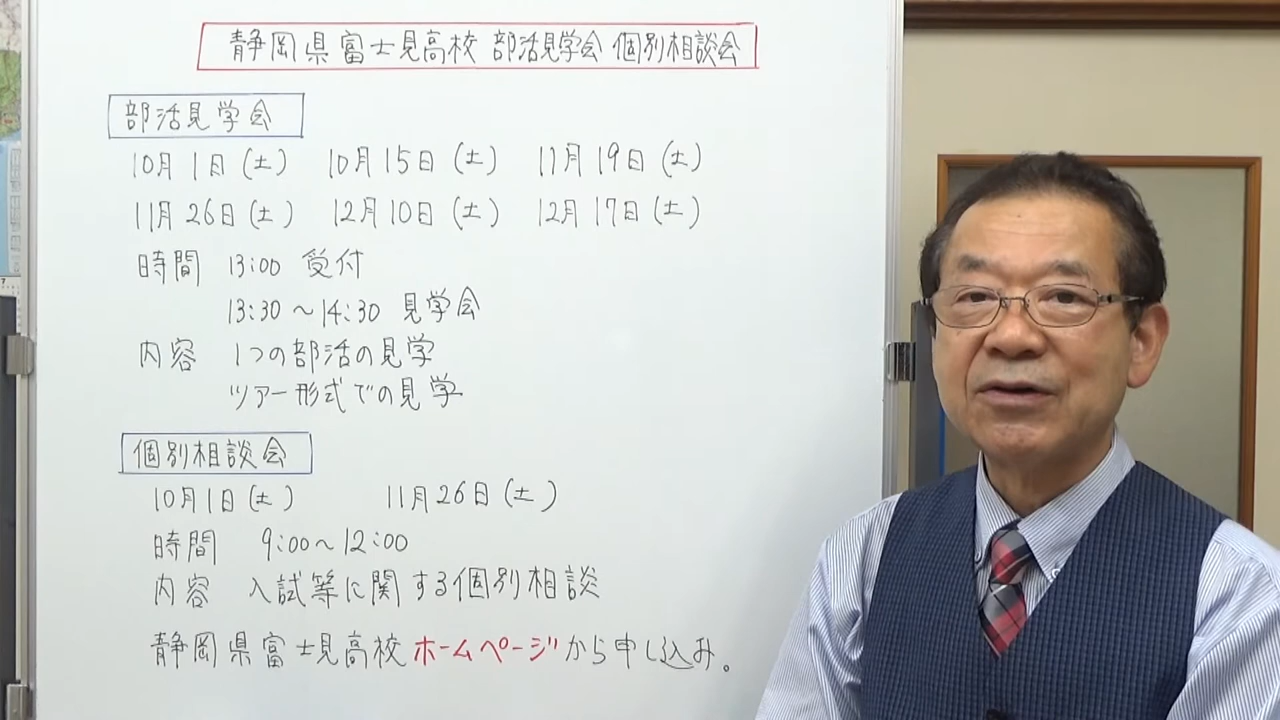 静岡県富士見高校 部活見学会 個別相談会
部活見学会
10月1日(土) 10月15日(土) 11月19日(土)
11月26日(土) 12月10日(土) 12月17日(土)
時間 13:00 受付
13:30〜14:30 見学会
内容 1つの部活の見学
ツアー形式での見学
個別相談会
10月1日(土) 11月26日(土)
時間 9:00〜12:00
内容 入試等に関する個別相談
静岡県富士見高校ホームページから申し込み。